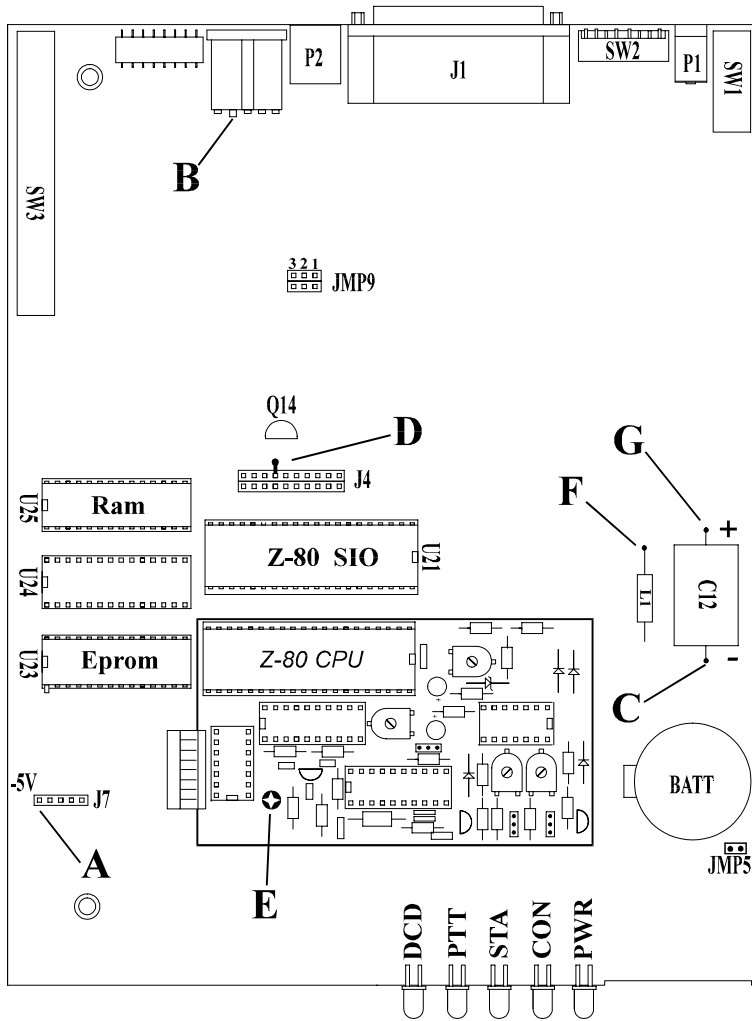 P2
J1
SW2
P1
SW1
B
SW3
3 2 1
JMP9
Q14
D
J4
G
F
+
U25
Ram
Z-80 SIO
U21
L1
C12
U24
U23
Eprom
Z-80 CPU
-
C
-5V
J7
BATT
A
E
JMP5
DCD
PTT
STA
CON
PWR